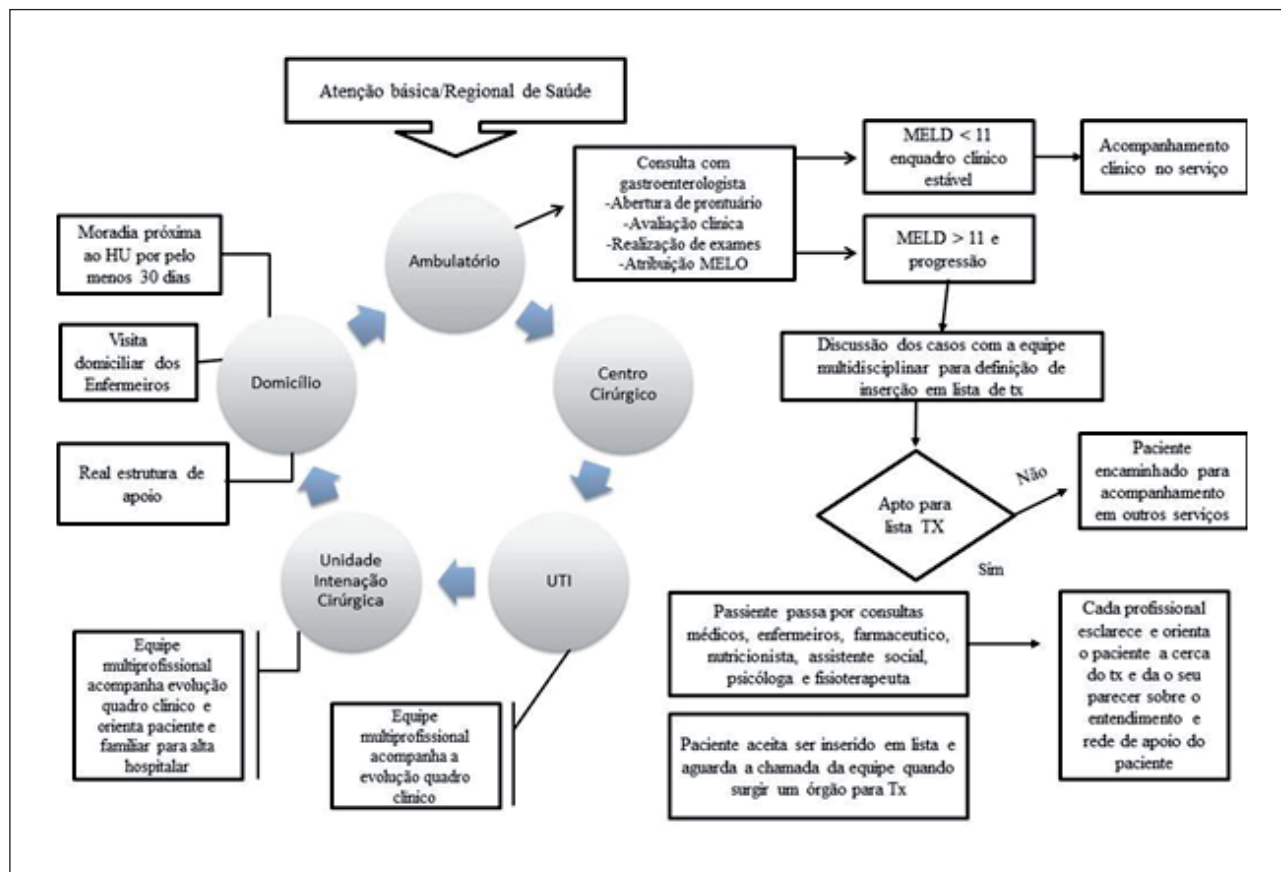 Atenção básica/Regional de Saúde
Consulta com
gastroenterologista
-Abertura de prontuário
-Avaliação clinica
-Realização de exames
-Atribuição MELO
MELD < 11
enquadro clínico
estável
Acompanhamento
clínico no serviço
MELD > 11 e
progressão
Discussão dos casos com a equipe
multidisciplinar para definição de
inserção em lista de tx
Apto para
lista TX
Não
Paciente
encaminhado para
acompanhamento
em outros serviços
Sim
Passiente passa por consultas
médicos, enfermeiros, farmaceutico,
nutricionista, assistente social,
psicóloga e fisioterapeuta
Cada profissional
esclarece e orienta
o paciente a cerca
do tx e da o seu
parecer sobre o
entendimento e
rede de apoio do
paciente
Paciente aceita ser inserido em lista e
aguarda a chamada da equipe quando
surgir um órgão para Tx
Ambulatório
Centro
Cirúrgico
UTI
Equipe
multiprofissional
acompanha a
evolução quadro
clínico
Unidade
Intenação
Cirúrgica
Equipe
multiprofissional
acompanha evolução
quadro clínico e
orienta paciente e
familiar para alta
hospitalar
Domicílio
Moradia próxima
ao HU por pelo
menos 30 dias
Visita
domiciliar dos
Enfermeiros
Real estrutura de
apoio